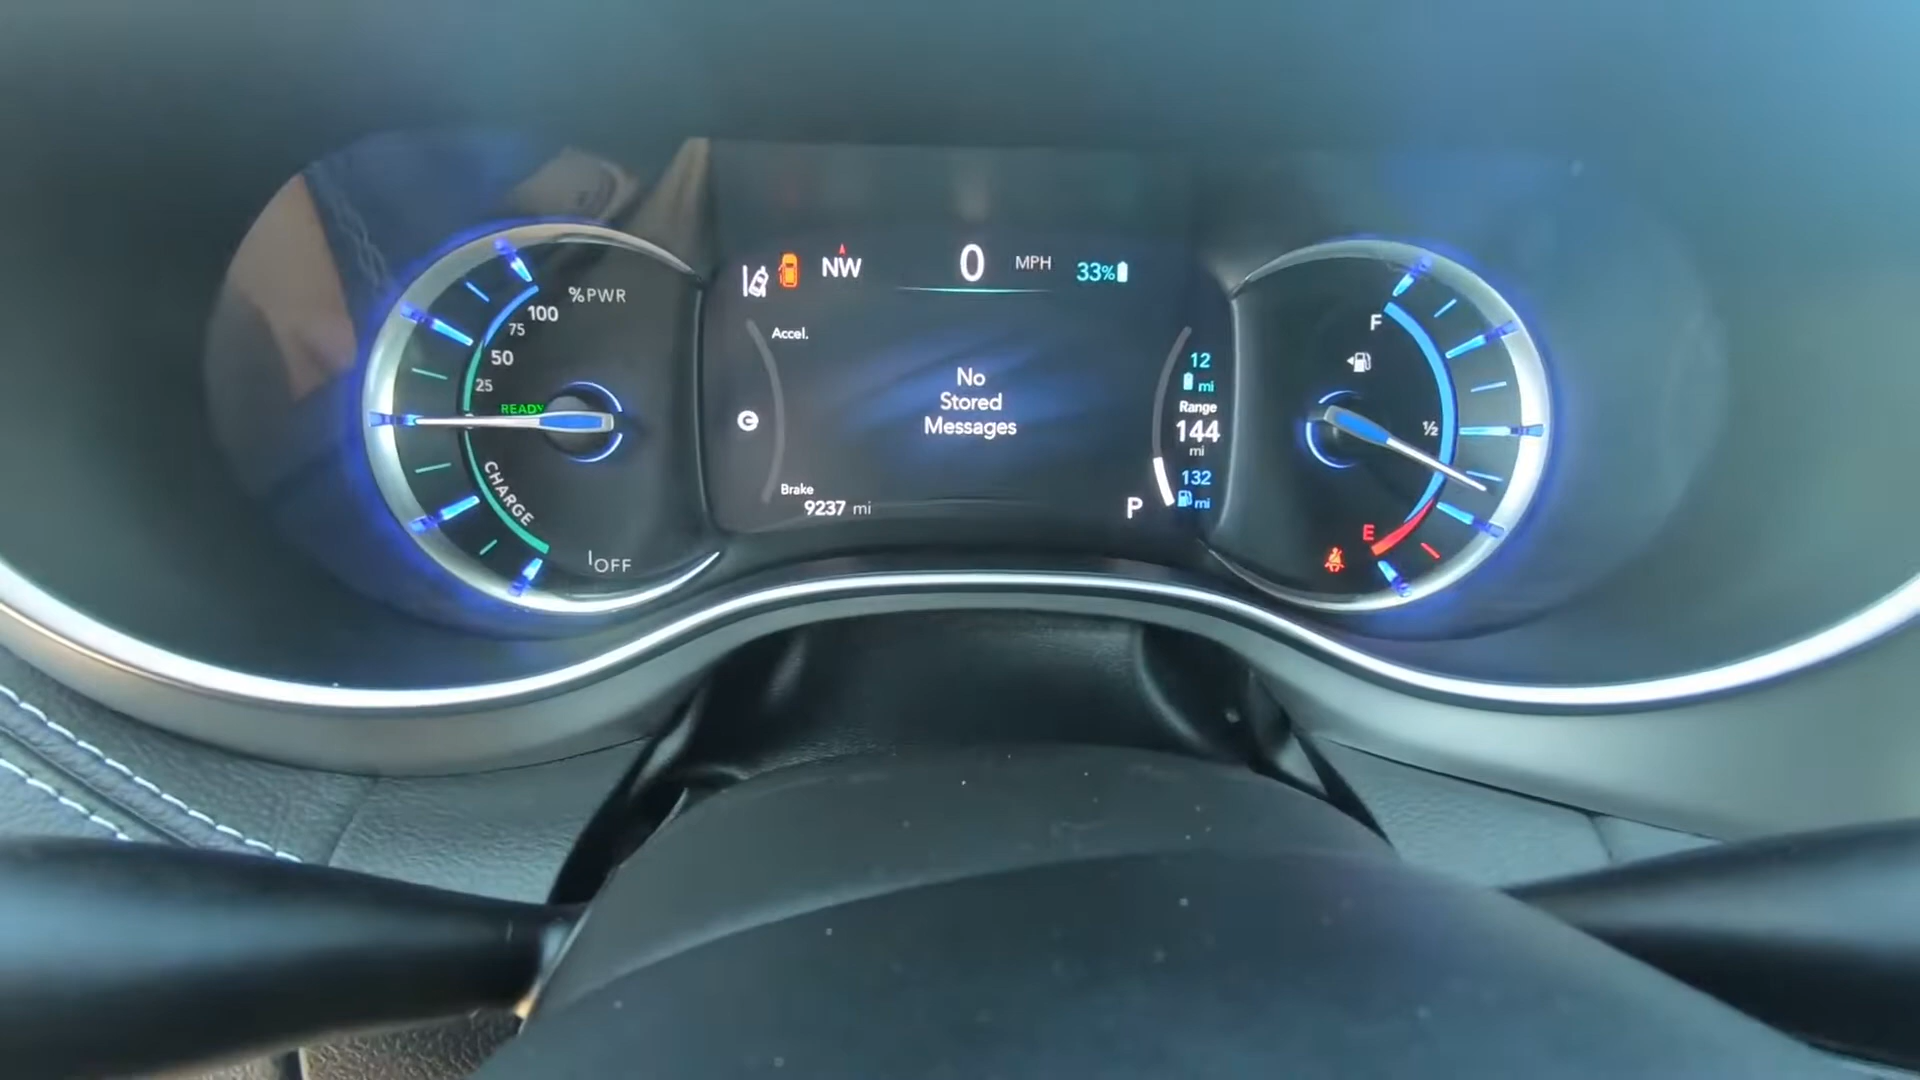 %PWR
100
75
50
25
READY
CHARGE
OFF
NW
0 MPH
33%
Accel.
No
Stored
Messages
C
Brake
9237 mi
P
12
mi
Range
144
mi
132
mi
F
½
E